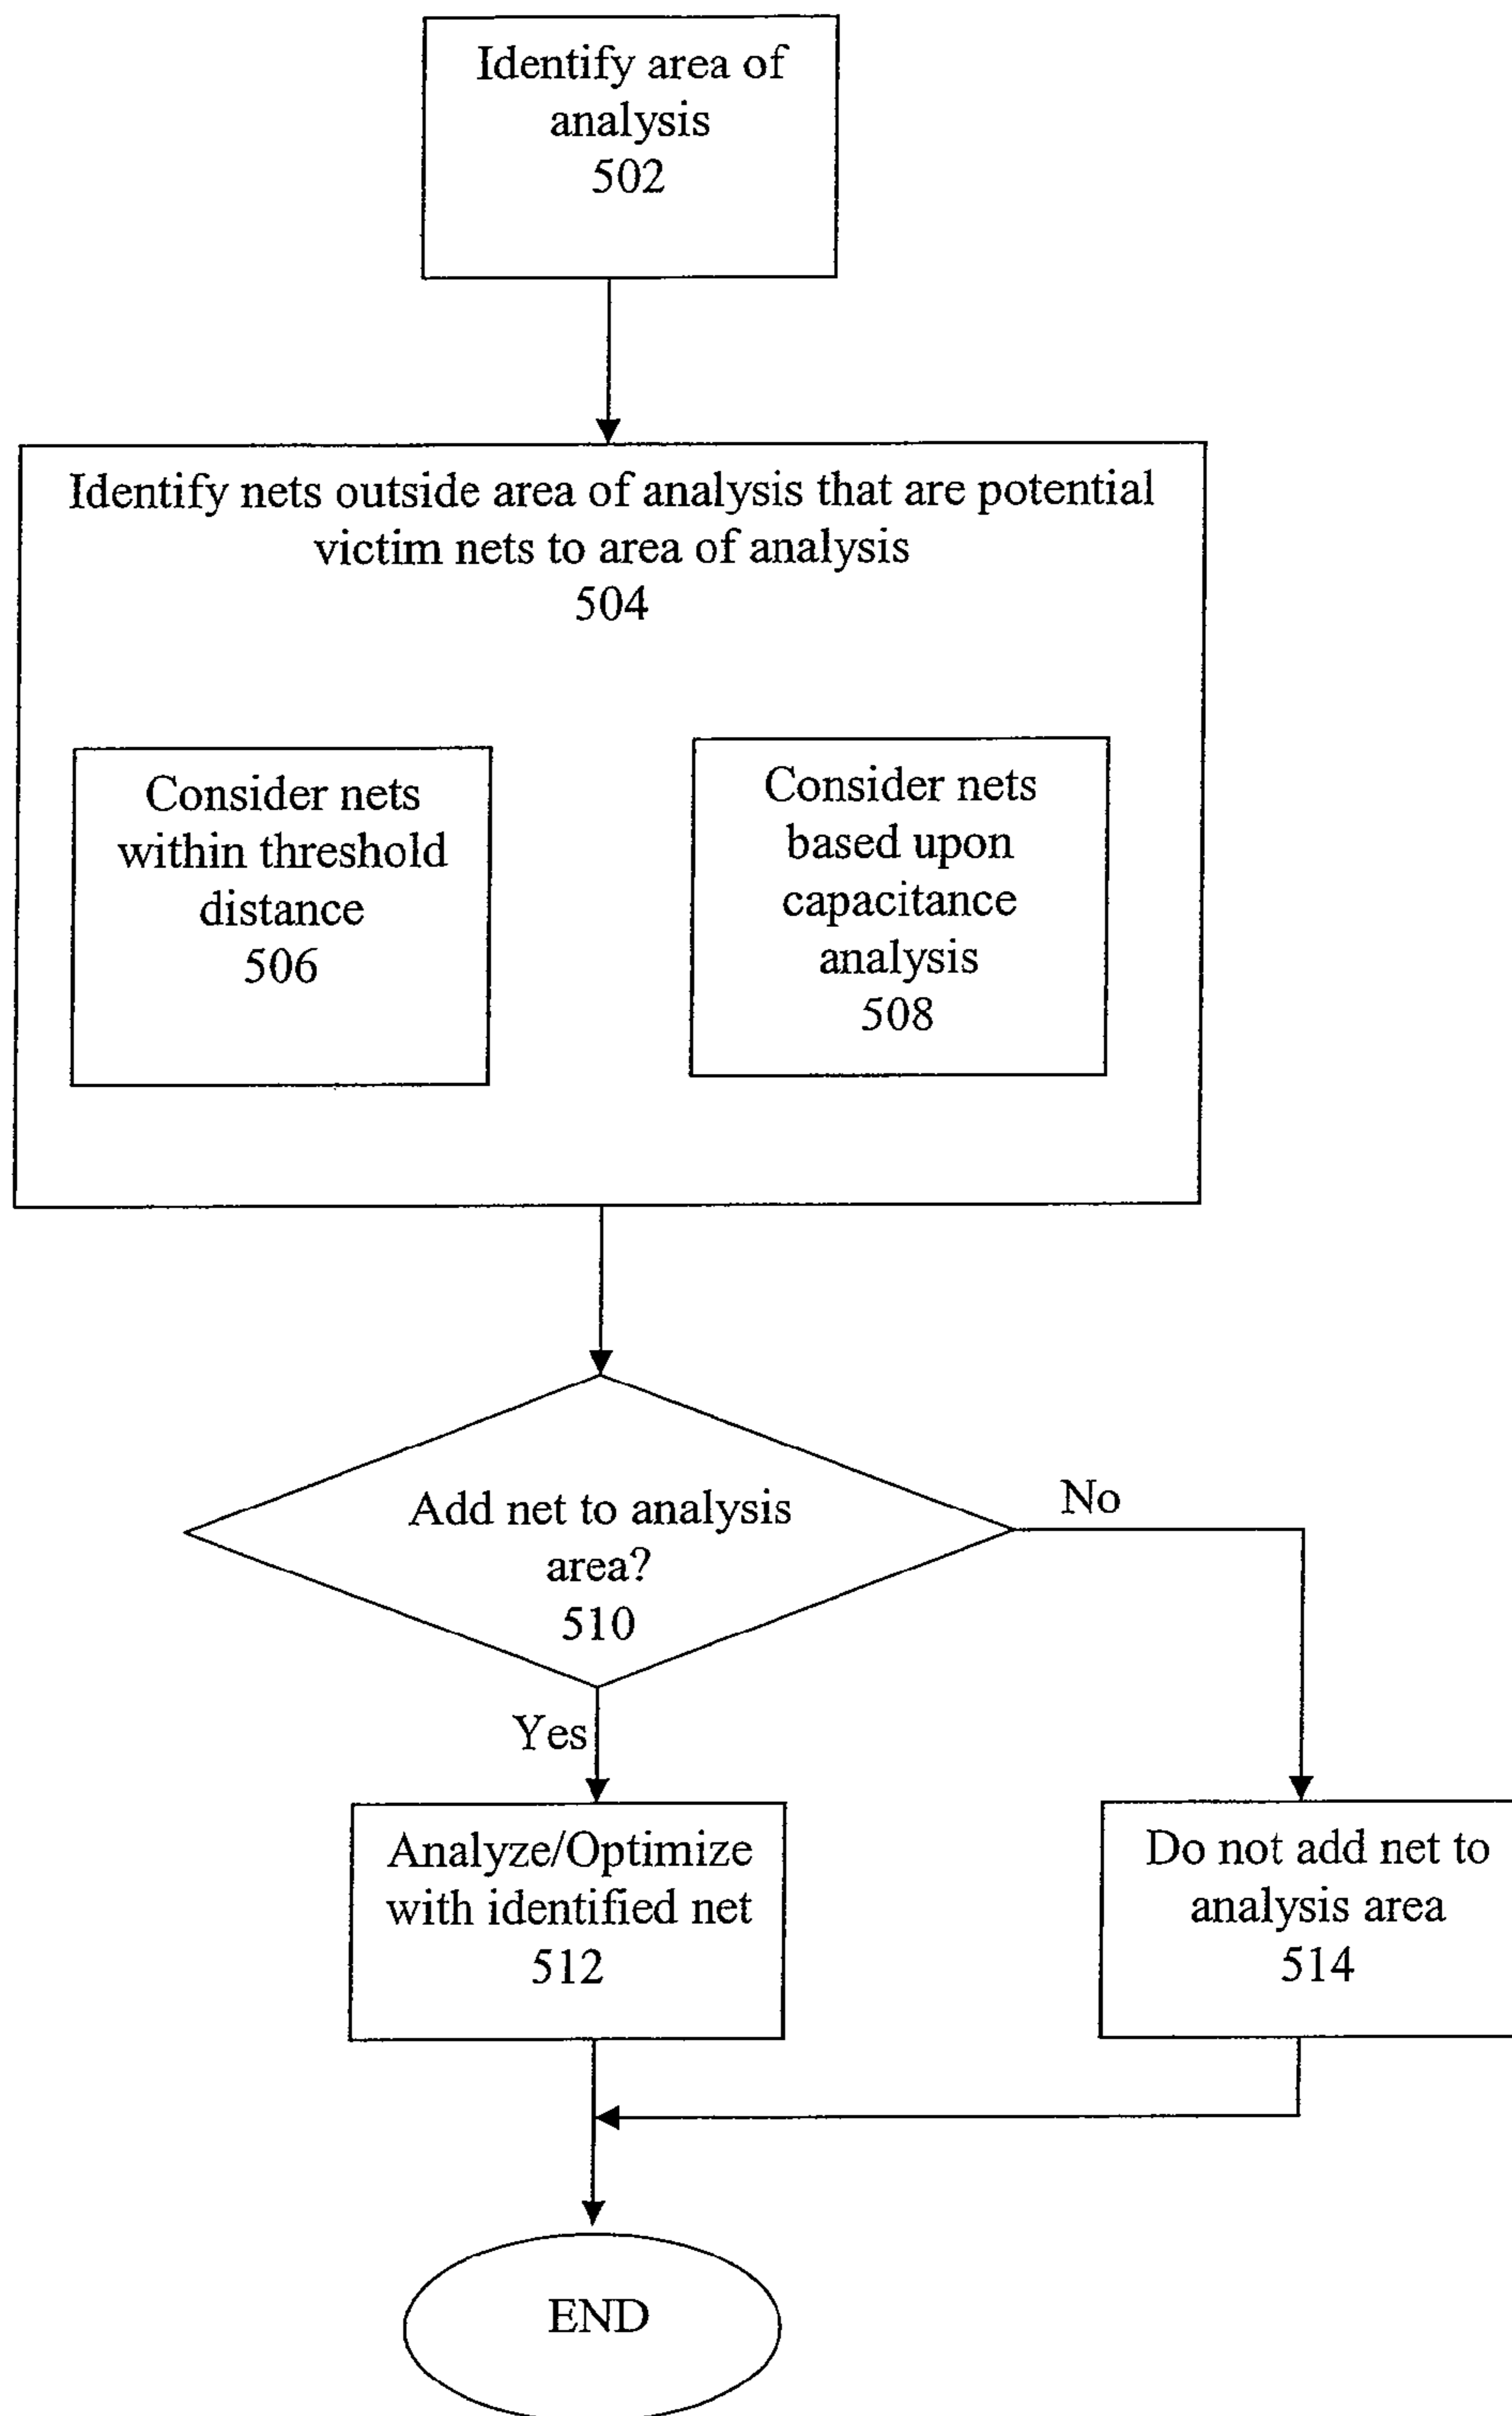 Identify area of
analysis
502
Identify nets outside area of analysis that are potential
victim nets to area of analysis
504
Consider nets
within threshold
distance
506
Consider nets
based upon
capacitance
analysis
508
Add net to analysis
area?
510
No
Yes
Analyze/Optimize
with identified net
512
Do not add net to
analysis area
514
END